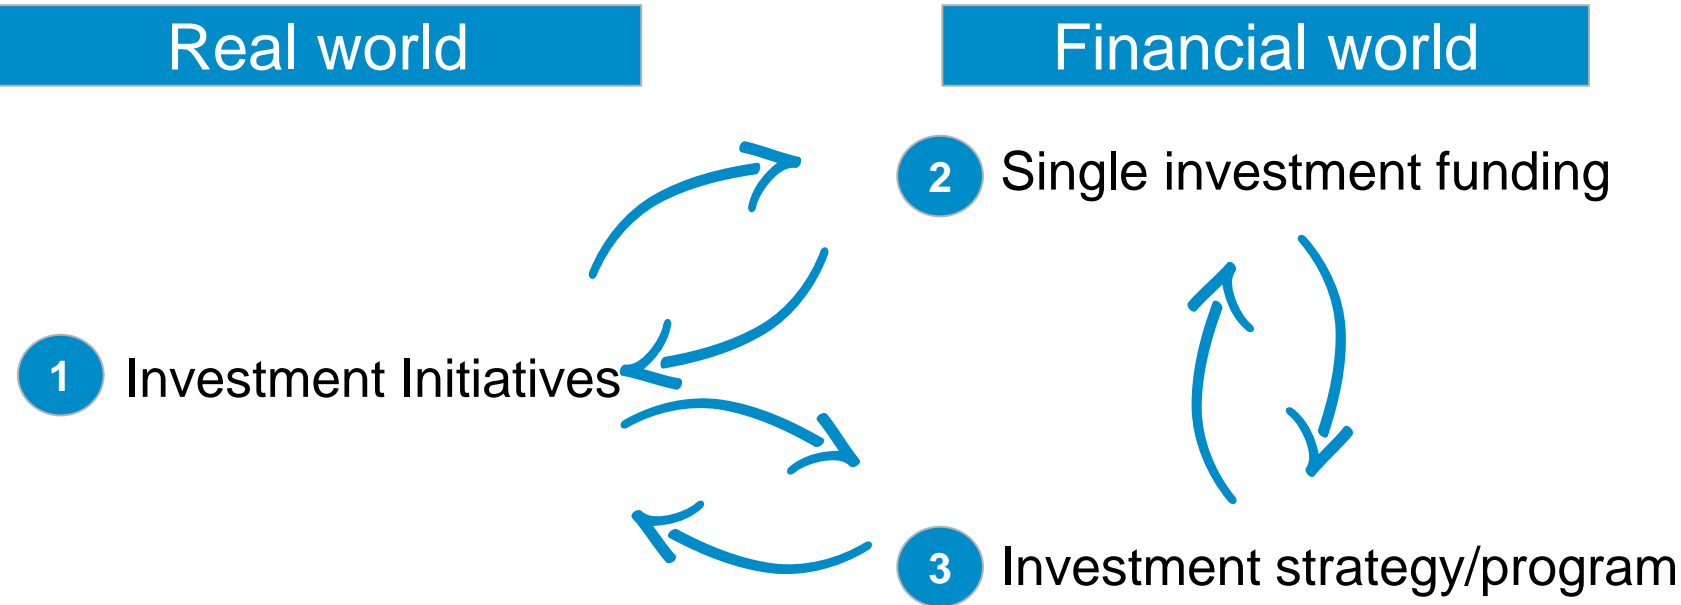 Real world
Financial world
2 Single investment funding
1 Investment Initiatives
3 Investment strategy/program